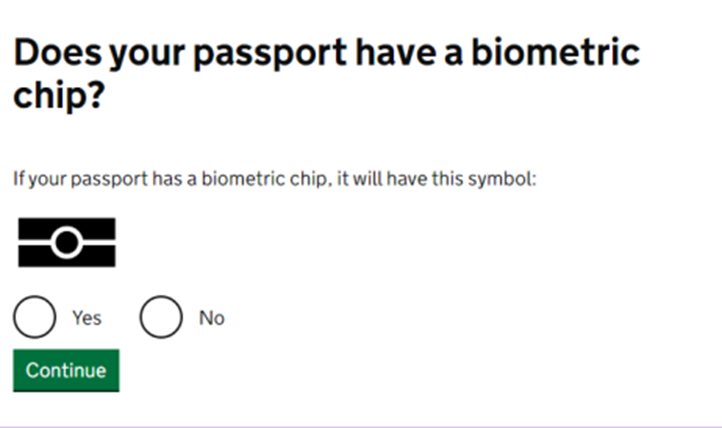 Does your passport have a biometric
chip?
If your passport has a biometric chip, it will have this symbol:
Yes No
Continue